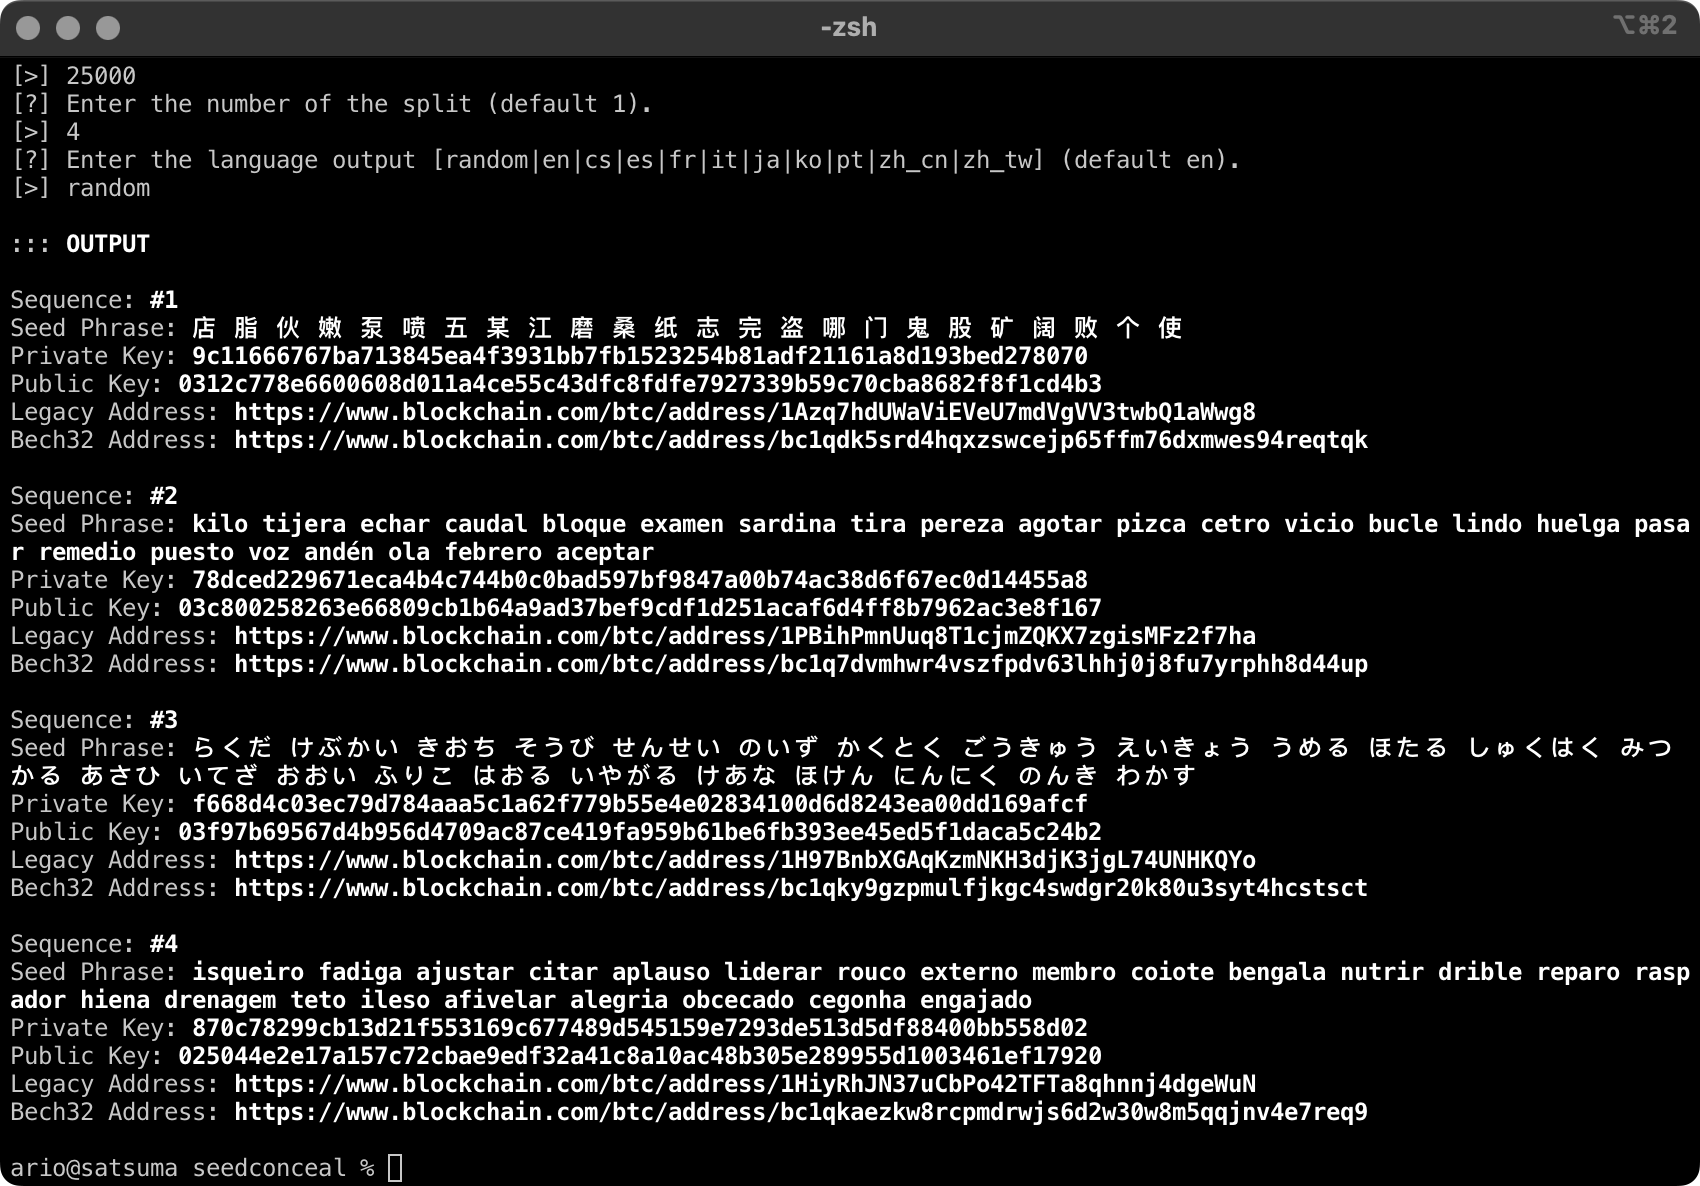 -zsh
⌥⌘2
[>] 25000
[?] Enter the number of the split (default 1).
[>] 4
[?] Enter the language output [random|en|cs|es|fr|it|ja|ko|pt|zh_cn|zh_tw] (default en).
[>] random
::: OUTPUT
Sequence: #1
Seed Phrase: 店 脂 伙 嫩 泵 喷 五 某 江 磨 桑 纸 志 完 盗 哪 门 鬼 股 矿 阔 败 个 使
Private Key: 9c11666767ba713845ea4f3931bb7fb1523254b81adf21161a8d193bed278070
Public Key: 0312c778e6600608d011a4ce55c43dfc8fdfe7927339b59c70cba8682f8f1cd4b3
Legacy Address: https://www.blockchain.com/btc/address/1Azq7hdUWaViEVeU7mdVgVV3twbQ1aWwg8
Bech32 Address: https://www.blockchain.com/btc/address/bc1qdk5srd4hqxzswcejp65ffm76dxmwes94reqtqk
Sequence: #2
Seed Phrase: kilo tijera echar caudal bloque examen sardina tira pereza agotar pizca cetro vicio bucle lindo huelga pasa
r remedio puesto voz andén ola febrero aceptar
Private Key: 78dced229671eca4b4c744b0c0bad597bf9847a00b74ac38d6f67ec0d14455a8
Public Key: 03c800258263e66809cb1b64a9ad37bef9cdf1d251acaf6d4ff8b7962ac3e8f167
Legacy Address: https://www.blockchain.com/btc/address/1PBihPmnUuq8T1cjmZQKX7zgisMFz2f7ha
Bech32 Address: https://www.blockchain.com/btc/address/bc1q7dvmhwr4vszfpdv63lhhj0j8fu7yrphh8d44up
Sequence: #3
Seed Phrase: らくだ けぶかい きおち そうび せんせい のいず かくとく ごうきゅう えいきょう うめる ほたる しゅくはく みつ
かる あさひ いてざ おおい ふりこ はおる いやがる けあな ほけん にんにく のんき わかす
Private Key: f668d4c03ec79d784aaa5c1a62f779b55e4e02834100d6d8243ea00dd169afcf
Public Key: 03f97b69567d4b956d4709ac87ce419fa959b61be6fb393ee45ed5f1daca5c24b2
Legacy Address: https://www.blockchain.com/btc/address/1H97BnbXGAqKzmNKH3djK3jgL74UNHKQYo
Bech32 Address: https://www.blockchain.com/btc/address/bc1qky9gzpmulfjkgc4swdgr20k80u3syt4hcstsct
Sequence: #4
Seed Phrase: isqueiro fadiga ajustar citar aplauso liderar rouco externo membro coiote bengala nutrir drible reparo rasp
ador hiena drenagem teto ileso afivelar alegria obcecado cegonha engajado
Private Key: 870c78299cb13d21f553169c677489d545159e7293de513d5df88400bb558d02
Public Key: 025044e2e17a157c72cbae9edf32a41c8a10ac48b305e289955d1003461ef17920
Legacy Address: https://www.blockchain.com/btc/address/1HiyRhJN37uCbPo42TFTa8qhnnj4dgeWuN
Bech32 Address: https://www.blockchain.com/btc/address/bc1qkaezkw8rcpmdrwjs6d2w30w8m5qqjnv4e7req9
ario@satsuma seedconceal %